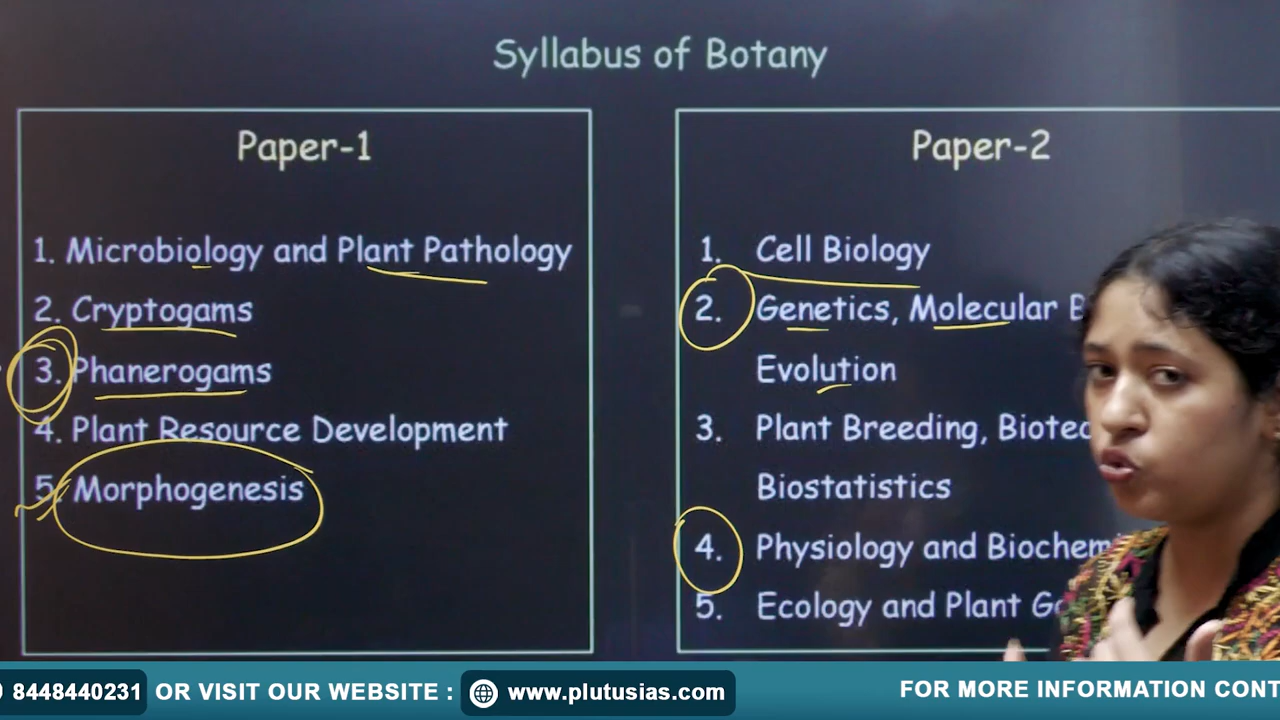 Syllabus of Botany
Paper-1
1. Microbiology and Plant Pathology
2. Cryptogams
3. Phanerogams
4. Plant Resource Development
5. Morphogenesis
Paper-2
1. Cell Biology
2. Genetics, Molecular
Evolution
3. Plant Breeding,
Biostatistics
4. Physiology and
5. Ecology and Plant
8448440231 OR VISIT OUR WEBSITE : www.plutusias.com FOR MORE INFORMATION